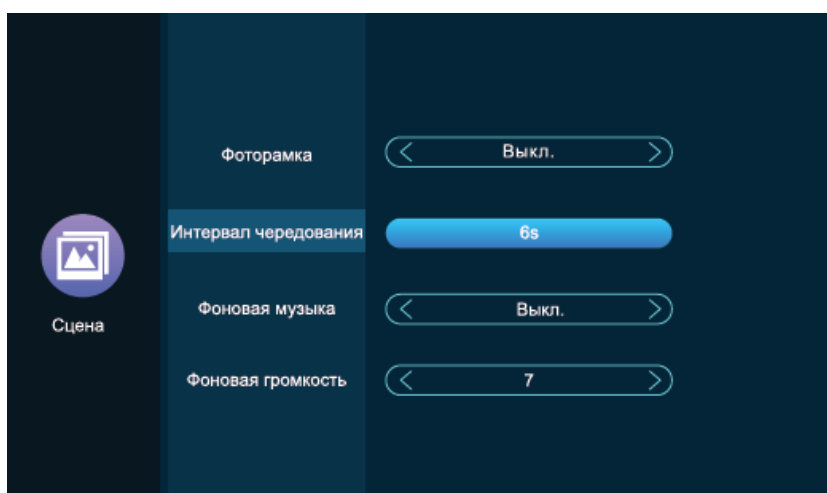 Фоторамка
Выкл.
Интервал чередования
6s
Фоновая музыка
Выкл.
Сцена
Фоновая громкость
7